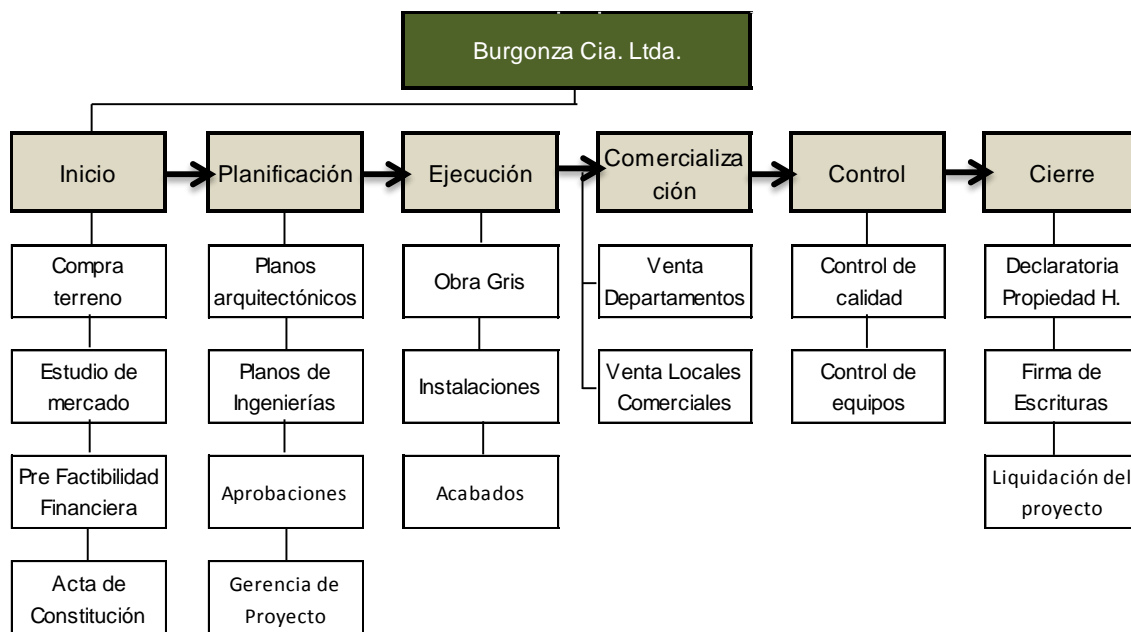 Burgonza Cia. Ltda.
Inicio
Planificación
Ejecución
Comercializa
ción
Control
Cierre
Compra
terreno
Estudio de
mercado
Pre Factibilidad
Financiera
Acta de
Constitución
Planos
arquitectónicos
Planos de
Ingenierías
Aprobaciones
Gerencia de
Proyecto
Obra Gris
Instalaciones
Acabados
Venta
Departamentos
Venta Locales
Comerciales
Control de
calidad
Control de
equipos
Declaratoria
Propiedad H.
Firma de
Escrituras
Liquidación del
proyecto